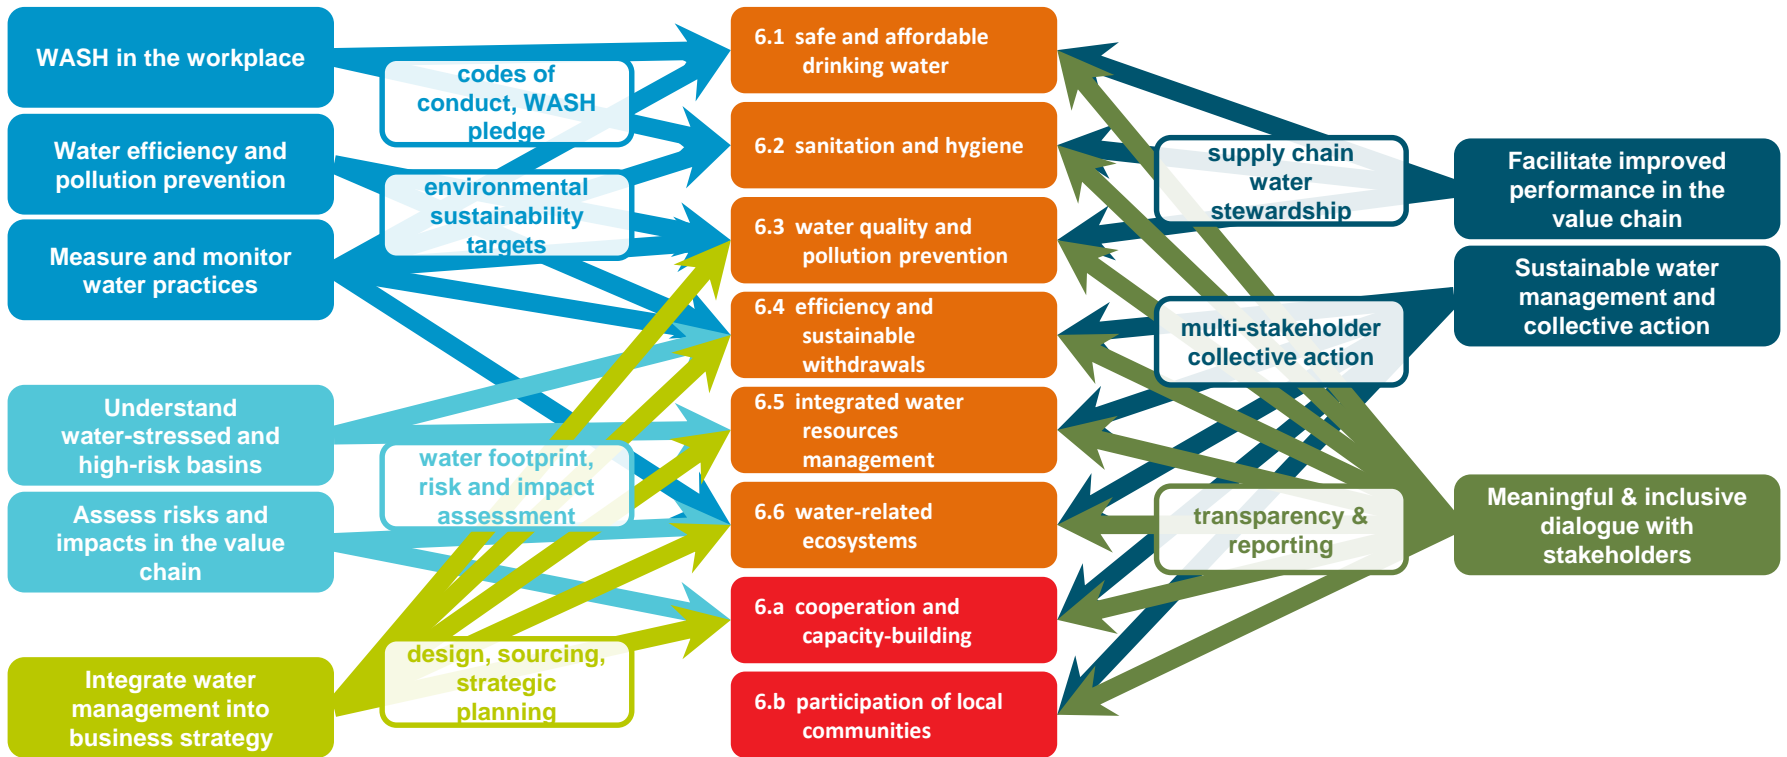 WASH in the workplace
Water efficiency and
pollution prevention
Measure and monitor
water practices
Understand
water-stressed and
high-risk basins
Assess risks and
impacts in the value
chain
Integrate water
management into
business strategy
codes of
conduct, WASH
pledge
environmental
sustainability
targets
water footprint,
risk and impact
assessment
design, sourcing,
strategic
planning
6.1 safe and affordable
drinking water
6.2 sanitation and hygiene
6.3 water quality and
pollution prevention
6.4 efficiency and
sustainable
withdrawals
6.5 integrated water
resources
management
6.6 water-related
ecosystems
6.a cooperation and
capacity-building
6.b participation of local
communities
supply chain
water
stewardship
multi-stakeholder
collective action
transparency &
reporting
Facilitate improved
performance in the
value chain
Sustainable water
management and
collective action
Meaningful & inclusive
dialogue with
stakeholders